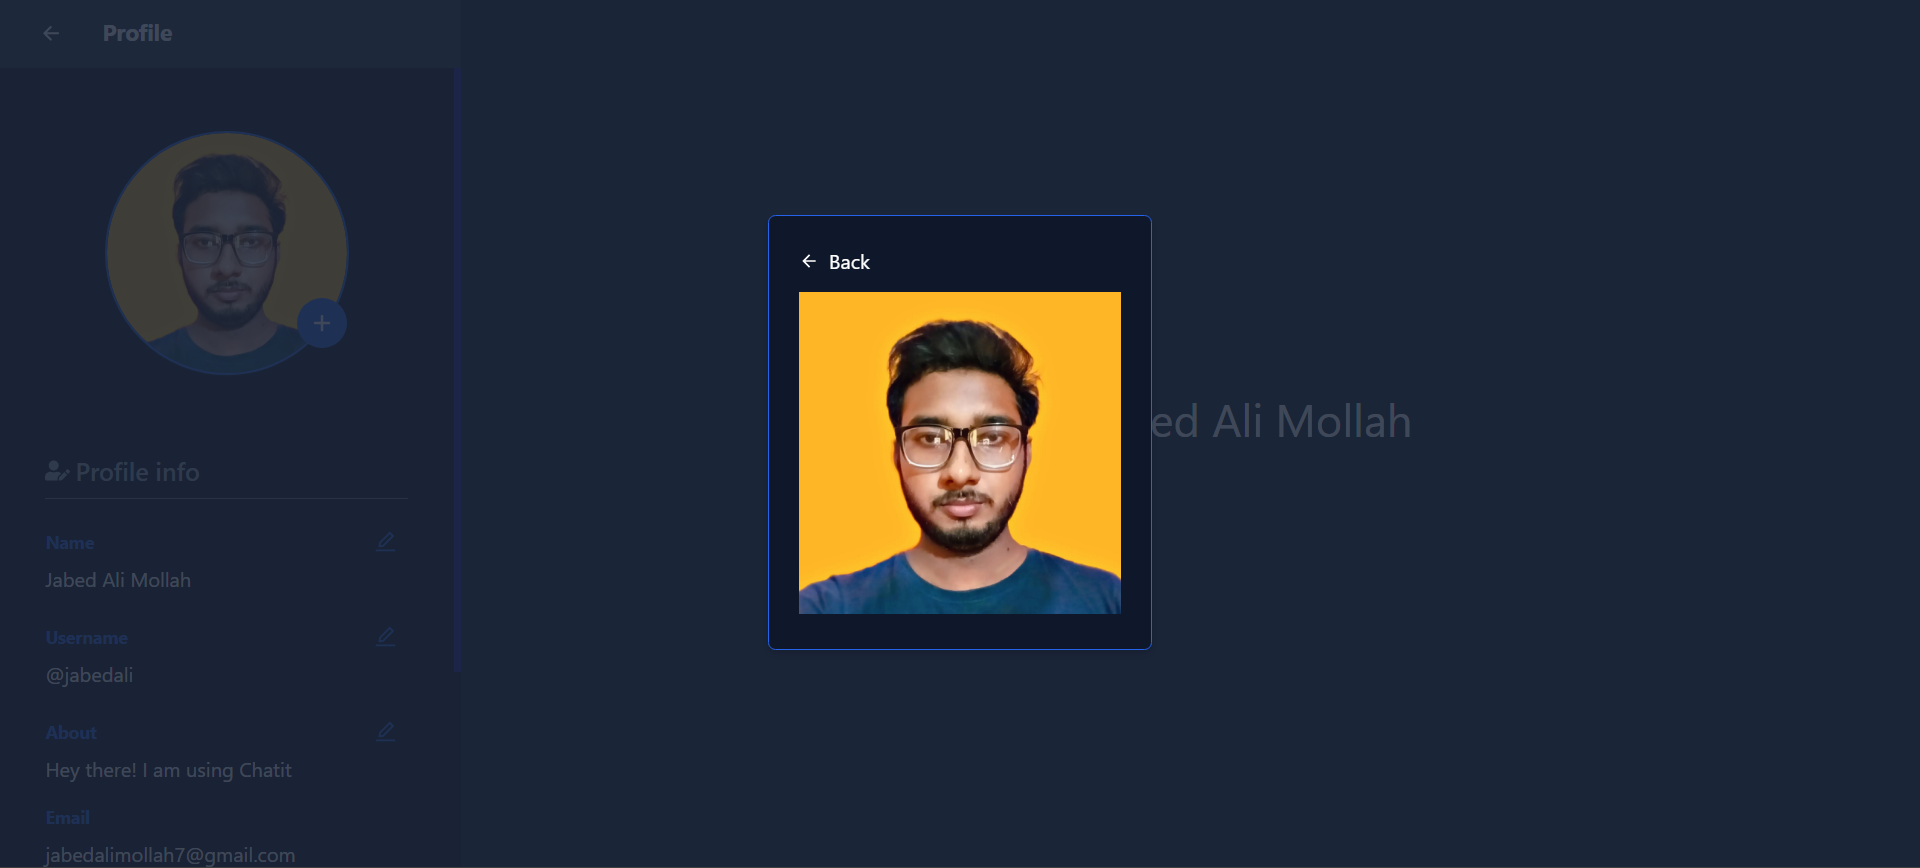 Profile
Back
ed Ali Mollah
Profile info
Name
Jabed Ali Mollah
Username
@jabedali
About
Hey there! I am using Chatit
Email
jabedalimollah7@gmail.com